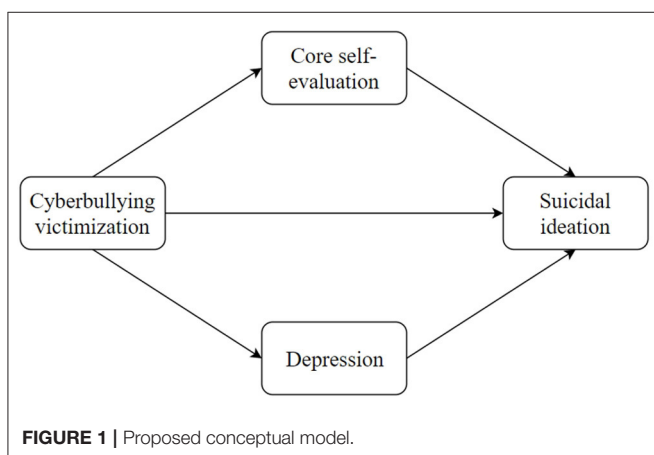 Core self-
evaluation
Cyberbullying
victimization
Suicidal
ideation
Depression
FIGURE 1 | Proposed conceptual model.